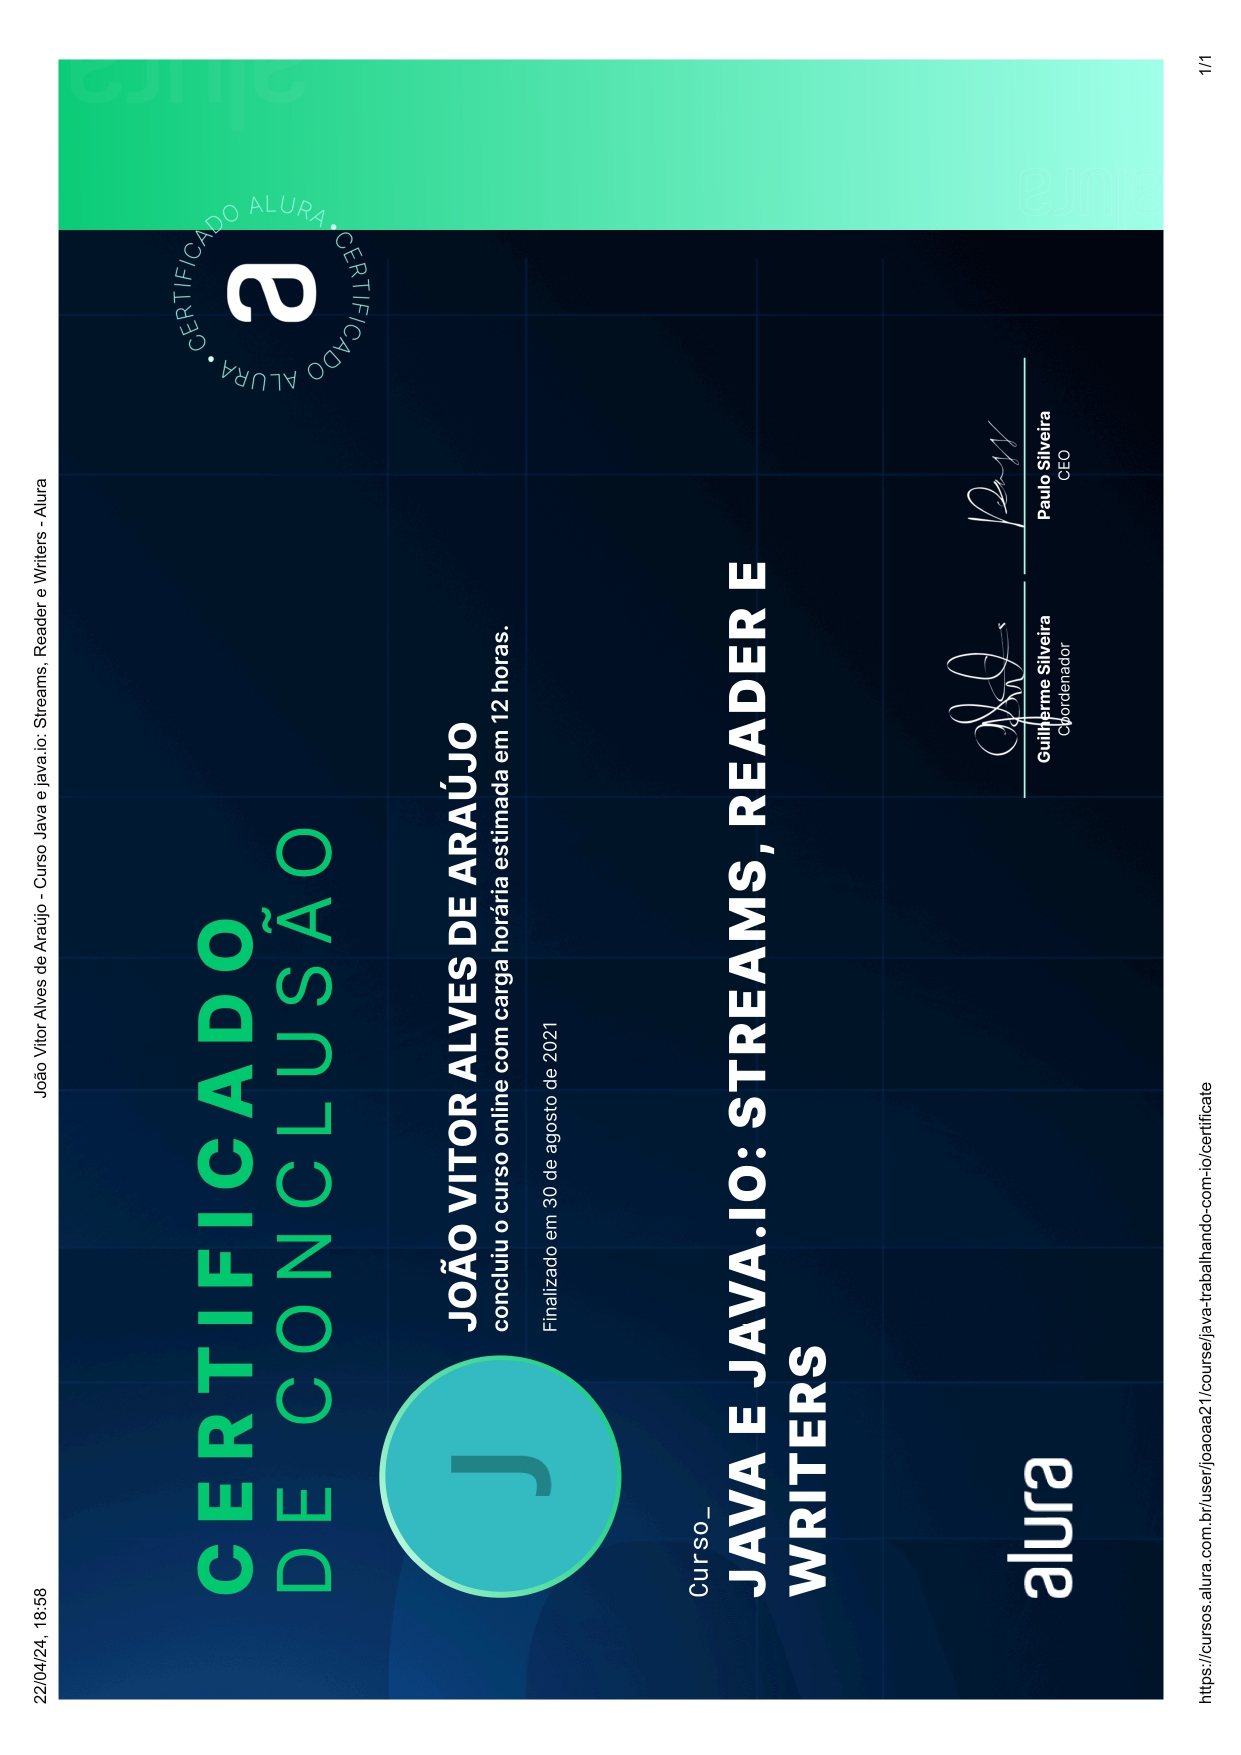 22/04/24, 18:58
João Vitor Alves de Araújo - Curso Java e java.io: Streams, Reader e Writers - Alura
CERTIFICADO
DE CONCLUSÃO
CERTIFICADO ALURA • CERTIFICADO ALURA •
a
J
JOÃO VITOR ALVES DE ARAÚJO
concluiu o curso online com carga horária estimada em 12 horas.
Finalizado em 30 de agosto de 2021
Curso_
JAVA E JAVA.IO: STREAMS, READER E
WRITERS
alura
Guilherme Silveira
Coordenador
Paulo Silveira
CEO
alura
alura
https://cursos.alura.com.br/user/joaoaa21/course/java-trabalhando-com-io/certificate
1/1